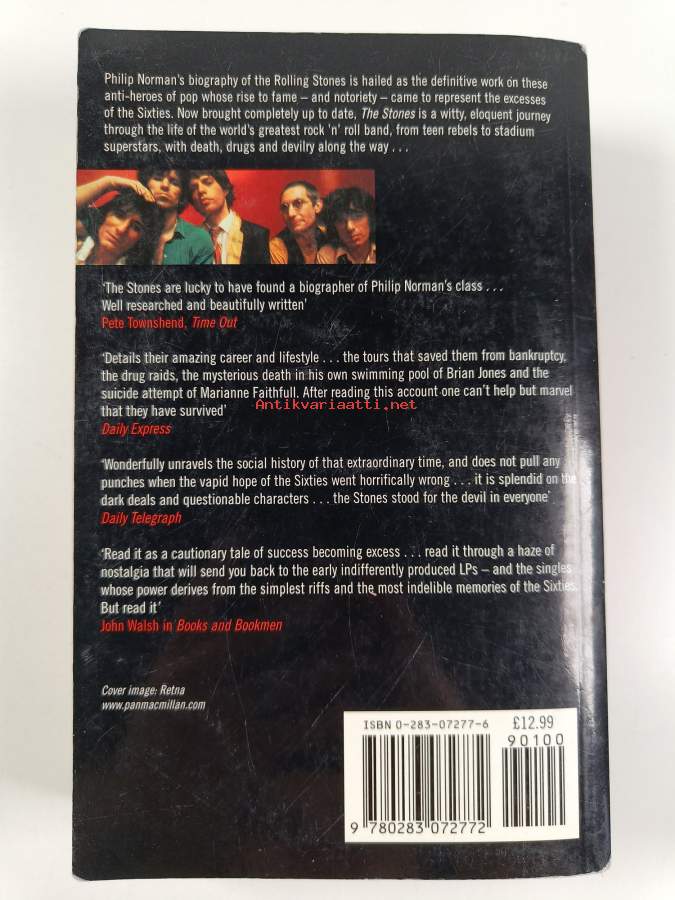 Philip Norman's biography of the Rolling Stones is hailed as the definitive work on these
anti-heroes of pop whose rise to fame – and notoriety – came to represent the excesses
of the Sixties. Now brought completely up to date, The Stones is a witty, eloquent journey
through the life of the world's greatest rock 'n' roll band, from teen rebels to stadium
superstars, with death, drugs and devilry along the way . . .
'The Stones are lucky to have found a biographer of Philip Norman's class . . .
Well researched and beautifully written'
Pete Townshend, Time Out
'Details their amazing career and lifestyle . . . the tours that saved them from bankruptcy,
the drug raids, the mysterious death in his own swimming pool of Brian Jones and the
suicide attempt of Marianne Faithfull. After reading this account one can't help but marvel
that they have survived'
Antikvariaatti.net
Daily Express
'Wonderfully unravels the social history of that extraordinary time, and does not pull any
punches when the vapid hope of the Sixties went horrifically wrong . . . it is splendid on the
dark deals and questionable characters . . . the Stones stood for the devil in everyone'
Daily Telegraph
'Read it as a cautionary tale of success becoming excess . . . read it through a haze of
nostalgia that will send you back to the early indifferently produced LPs – and the singles
whose power derives from the simplest riffs and the most indelible memories of the Sixties.
But read it'
John Walsh in Books and Bookmen
Cover image: Retna
www.panmacmillan.com
ISBN 0-283-07277-6 £12.99
90100
9 780283 072772